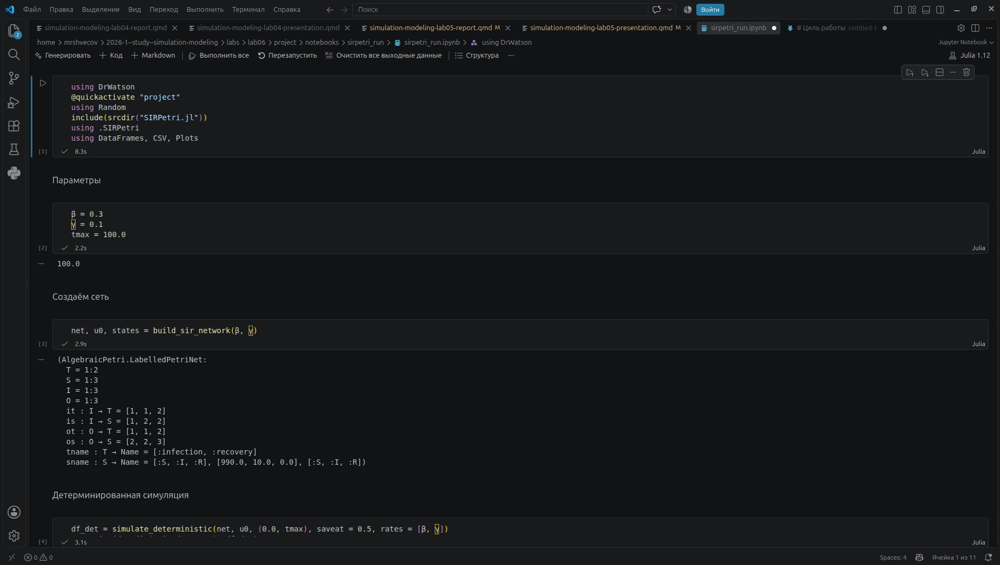 Файл Правка Выделение Вид Переход Выполнить Терминал Справка Поиск Войти
simulation-modeling-lab04-report.qmd simulation-modeling-lab04-presentation.qmd simulation-modeling-lab05-report.qmd M simulation-modeling-lab05-presentation.qmd M sirpetri_run.ipynb # Цель работы Untitled-1
home > mrshvecov > 2026-1--study--simulation-modeling > labs > lab06 > project > notebooks > sirpetri_run > sirpetri_run.ipynb > using DrWatson Jupyter Notebook
Генерировать + Код + Markdown Выполнить все Перезапустить Очистить все выходные данные Структура ... Julia 1.12
using DrWatson
@quickactivate "project"
using Random
include(srcdir("SIRPetri.jl"))
using .SIRPetri
using DataFrames, CSV, Plots
[1] 8.3s Julia
Параметры
β = 0.3
γ = 0.1
tmax = 100.0
[2] 2.2s Julia
... 100.0
Создаём сеть
net, u0, states = build_sir_network(β, γ)
[3] 2.9s Julia
... (AlgebraicPetri.LabelledPetriNet:
T = 1:2
S = 1:3
I = 1:3
O = 1:3
it : I → T = [1, 1, 2]
is : I → S = [1, 2, 2]
ot : O → T = [1, 1, 2]
os : O → S = [2, 2, 3]
tname : T → Name = [:infection, :recovery]
sname : S → Name = [:S, :I, :R], [990.0, 10.0, 0.0], [:S, :I, :R])
Детерминированная симуляция
df_det = simulate_deterministic(net, u0, (0.0, tmax), saveat = 0.5, rates = [β, γ])
[4] 3.1s Julia
0 0 Spaces: 4 Ячейка 1 из 11
2